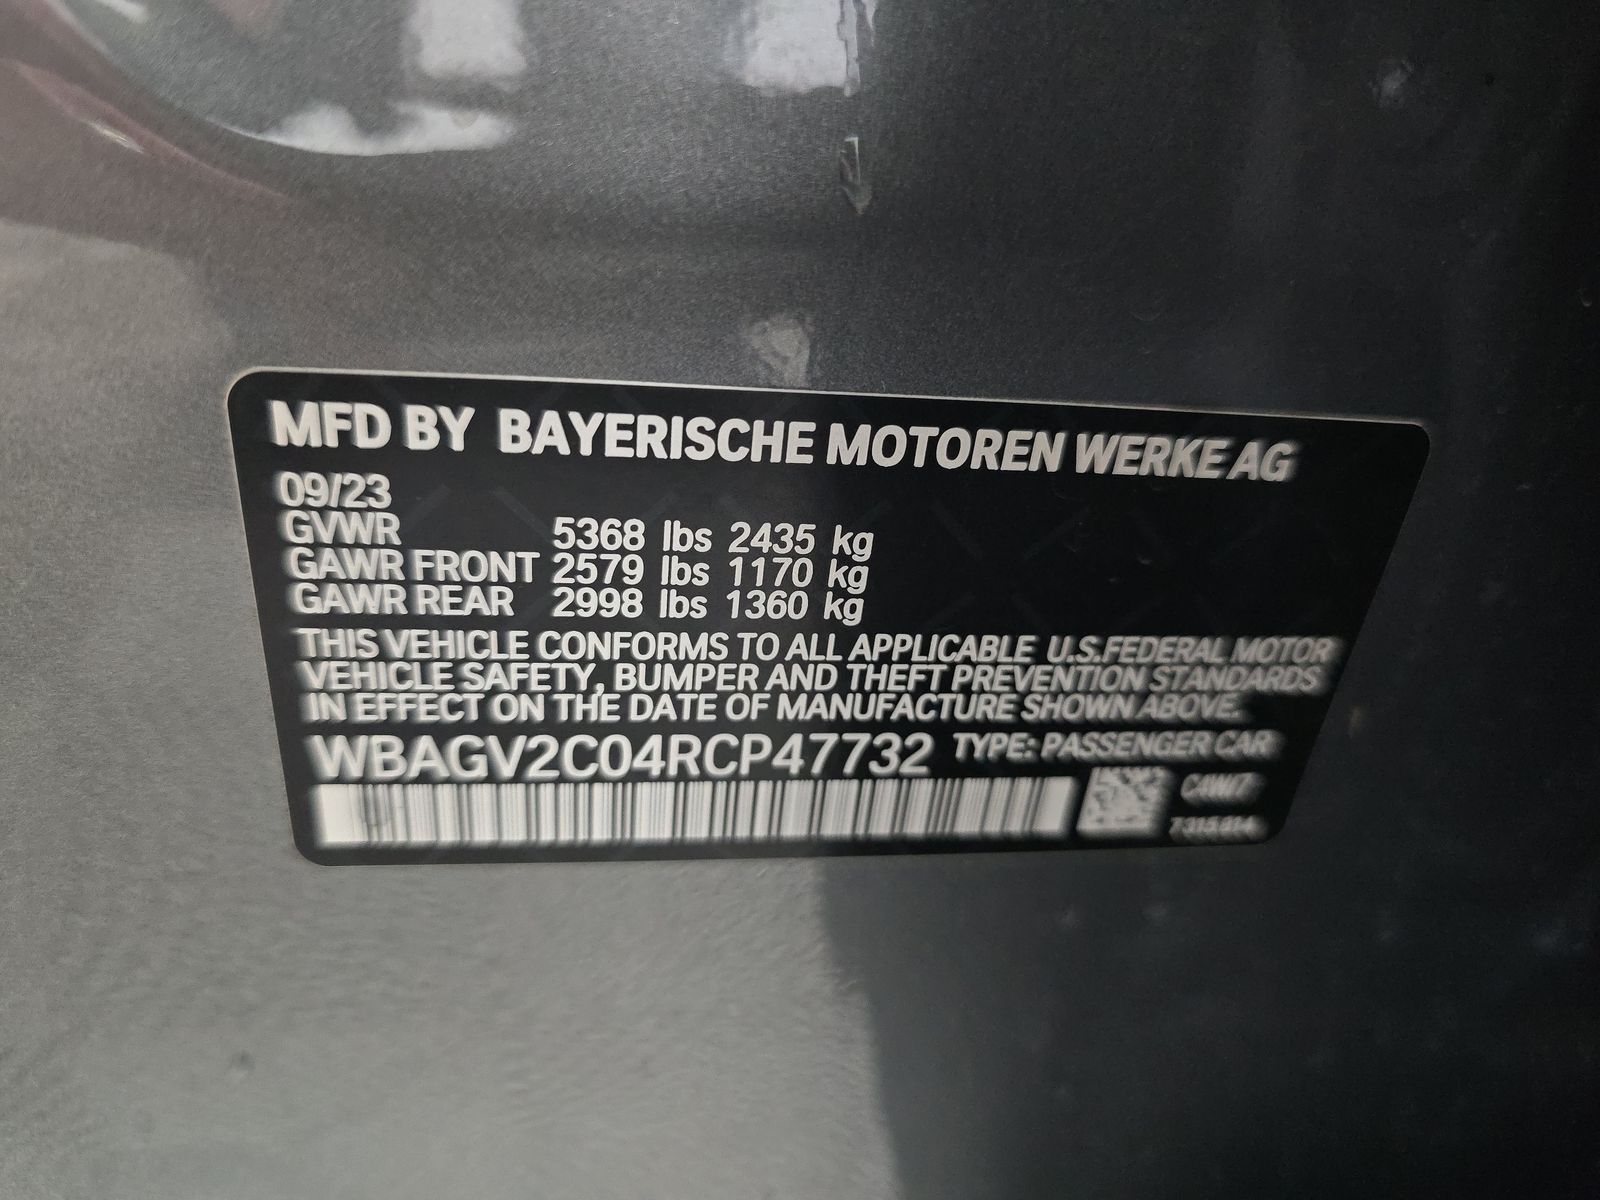 MFD BY BAYERISCHE MOTOREN WERKE AG
09/23
GVWR 5368 lbs 2435 kg
GAWR FRONT 2579 lbs 1170 kg
GAWR REAR 2998 lbs 1360 kg
THIS VEHICLE CONFORMS TO ALL APPLICABLE U.S.FEDERAL MOTOR
VEHICLE SAFETY, BUMPER AND THEFT PREVENTION STANDARDS
IN EFFECT ON THE DATE OF MANUFACTURE SHOWN ABOVE.
WBAGV2C04RCP47732 TYPE: PASSENGER CAR